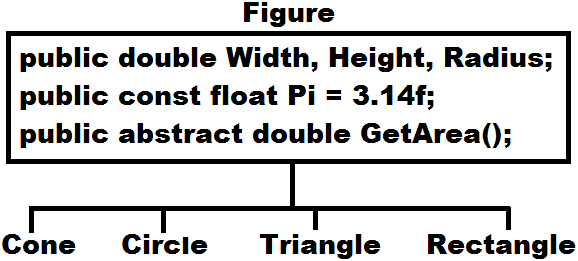 Figure
public double Width, Height, Radius;
public const float Pi = 3.14f;
public abstract double GetArea();
Cone Circle Triangle Rectangle